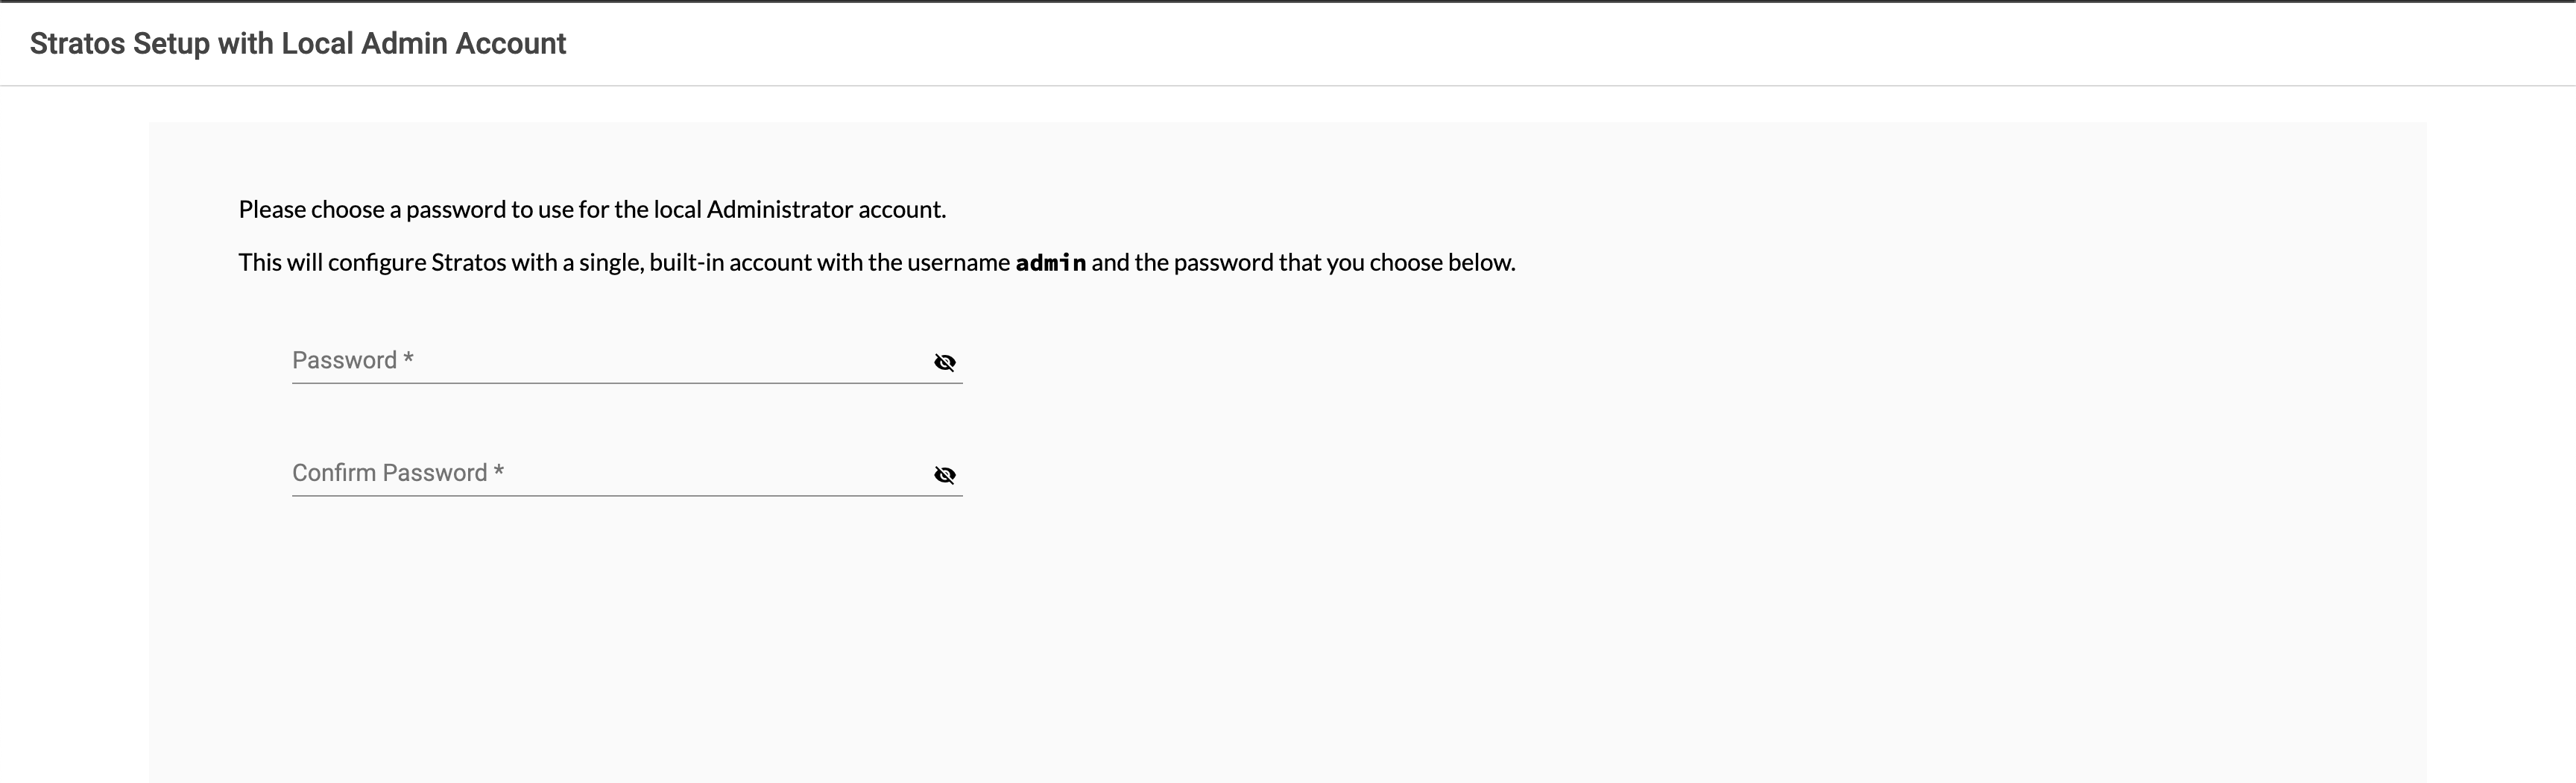 Stratos Setup with Local Admin Account
Please choose a password to use for the local Administrator account.
This will configure Stratos with a single, built-in account with the username admin and the password that you choose below.
Password *
Confirm Password *